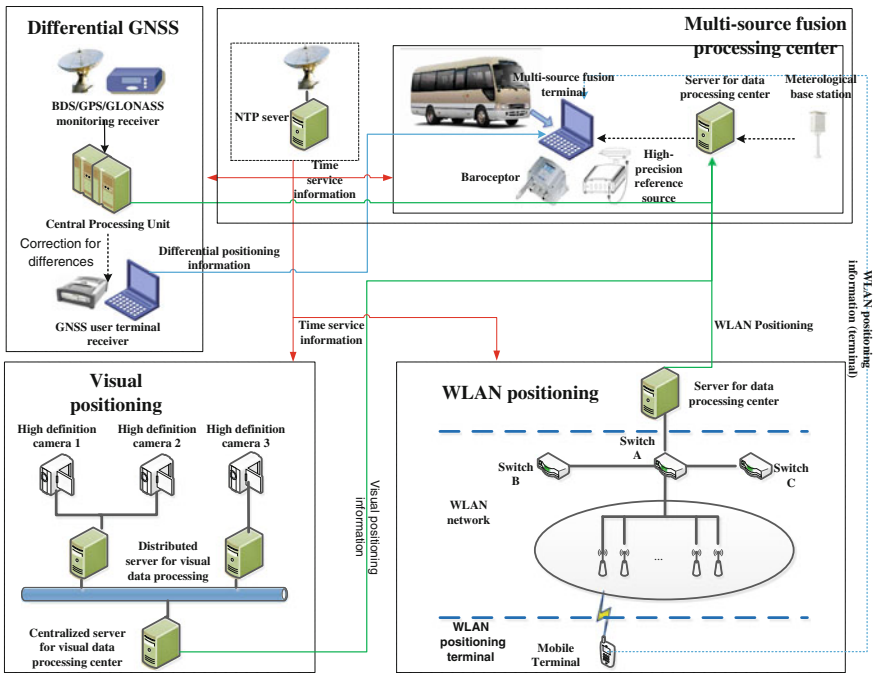 Differential GNSS
BDS/GPS/GLONASS
monitoring receiver
Central Processing Unit
Correction for
differences
GNSS user terminal
receiver
Differential positioning
information
NTP sever
Time
service
information
Multi-source fusion
processing center
Multi-source fusion
terminal
Server for data
processing center
Meterological
base station
Baroceptor
High-
precision
reference
source
Time service
information
WLAN Positioning
WLAN positioning
information (terminal)
Visual
positioning
High definition
camera 1
High definition
camera 2
High definition
camera 3
Distributed
server for visual
data processing
Centralized server
for visual data
processing center
Visual positioning
information
WLAN positioning
Server for data
processing center
Switch
A
Switch
B
Switch
C
WLAN
network
...
WLAN
positioning
terminal
Mobile
Terminal